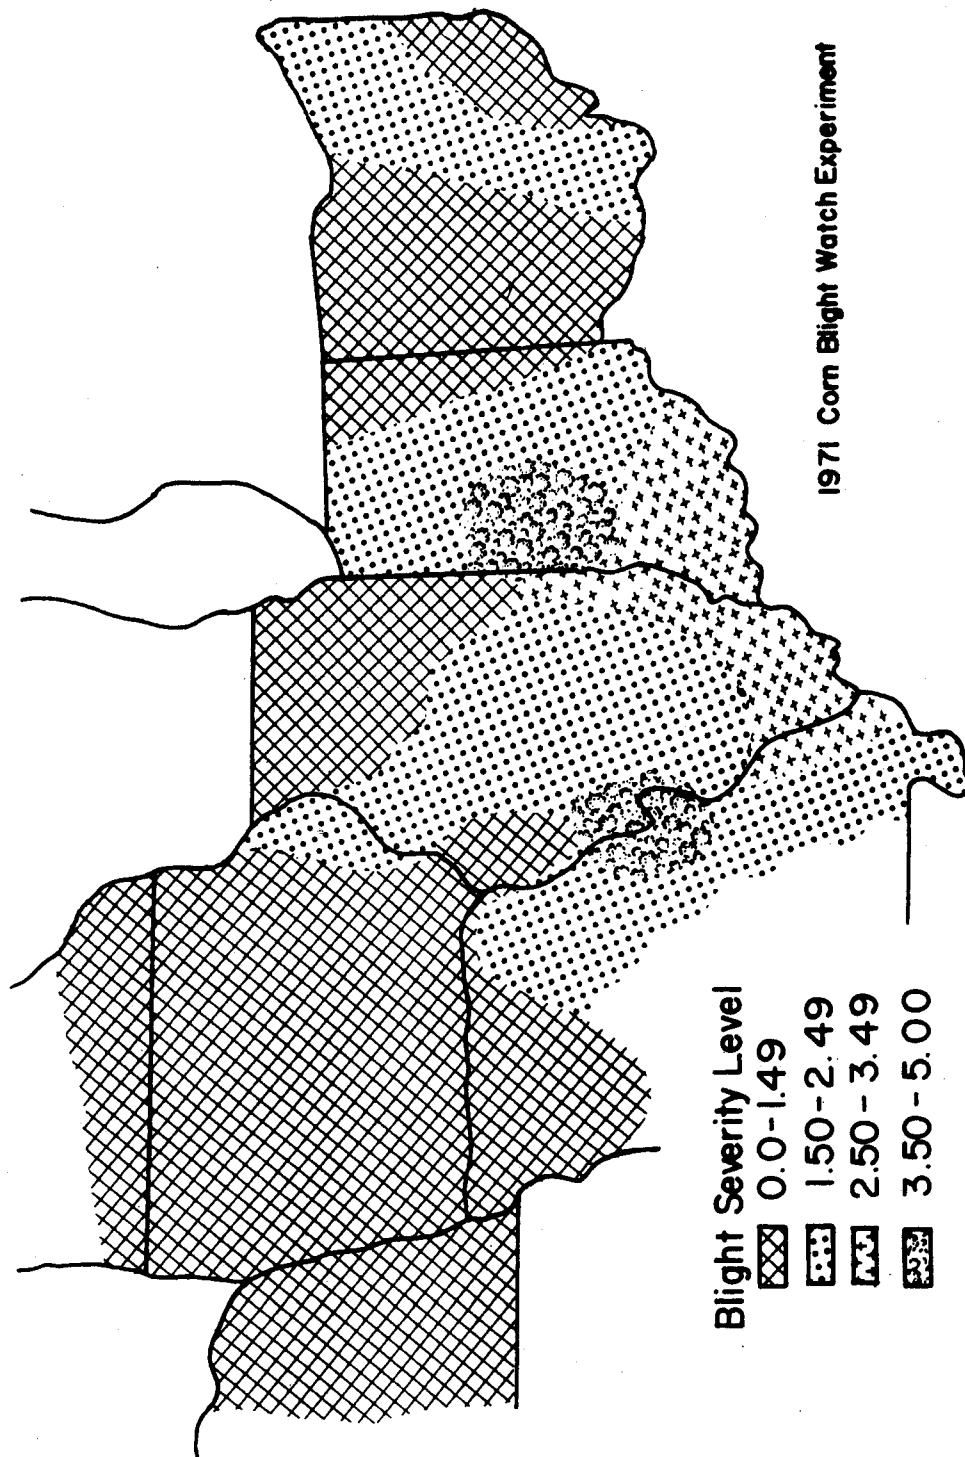 1971 Corn Blight Watch Experiment
Blight Severity Level
0.0-1.49
1.50-2.49
2.50-3.49
3.50-5.00